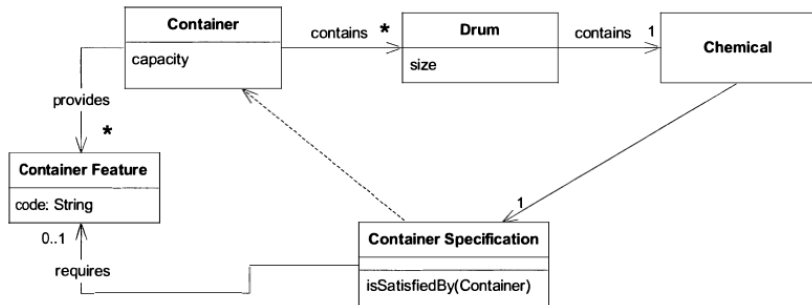 Container
capacity
contains *
Drum
size
contains 1
Chemical
provides
*
Container Feature
code: String
0..1
requires
1
Container Specification
isSatisfiedBy(Container)